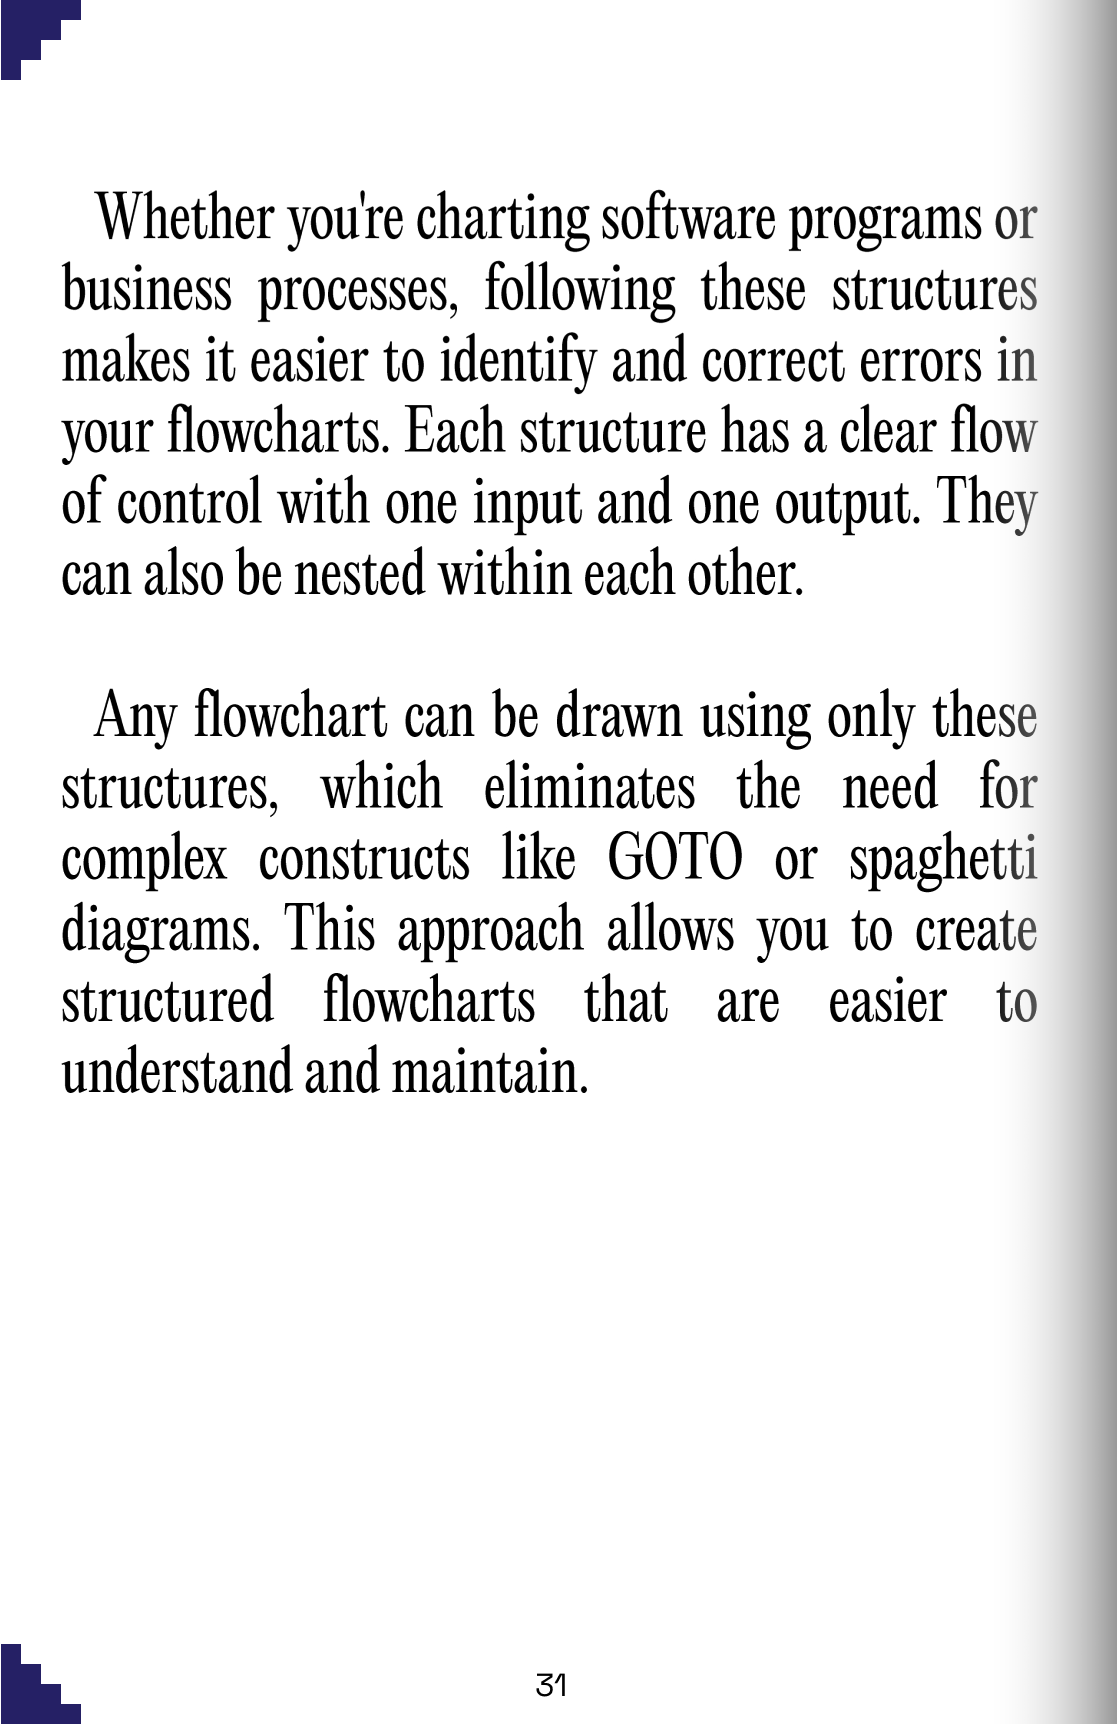 Whether you're charting software programs or
business processes, following these structures
makes it easier to identify and correct errors in
your flowcharts. Each structure has a clear flow
of control with one input and one output. They
can also be nested within each other.
Any flowchart can be drawn using only these
structures, which eliminates the need for
complex constructs like GOTO or spaghetti
diagrams. This approach allows you to create
structured flowcharts that are easier to
understand and maintain.
31